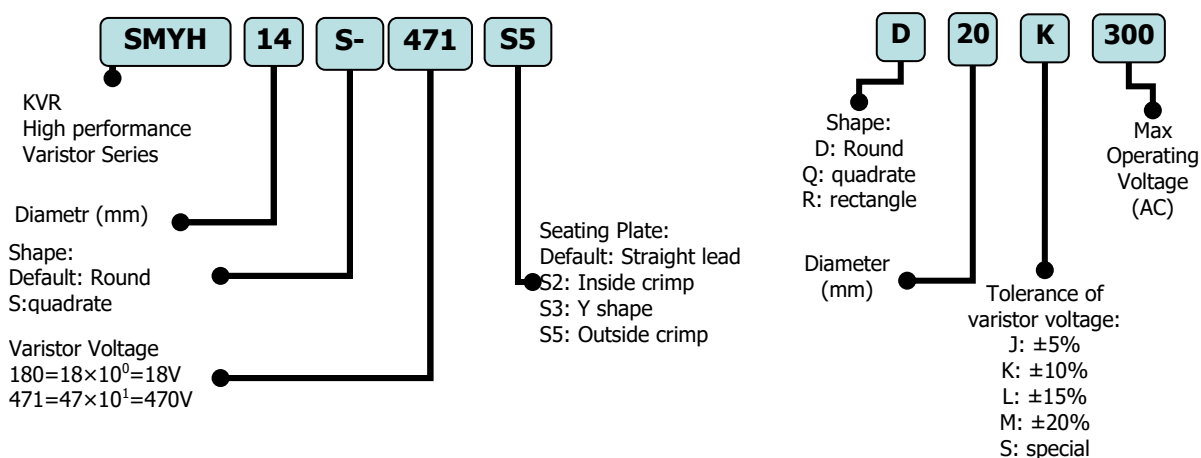 SMYH 14 S- 471 S5
KVR
High performance
Varistor Series
Diametr (mm)
Shape:
Default: Round
S:quadrate
Varistor Voltage
180=18×10⁰=18V
471=47×10¹=470V
Seating Plate:
Default: Straight lead
S2: Inside crimp
S3: Y shape
S5: Outside crimp
D 20 K 300
Shape:
D: Round
Q: quadrate
R: rectangle
Diameter
(mm)
Tolerance of
varistor voltage:
J: ±5%
K: ±10%
L: ±15%
M: ±20%
S: special
Max
Operating
Voltage
(AC)